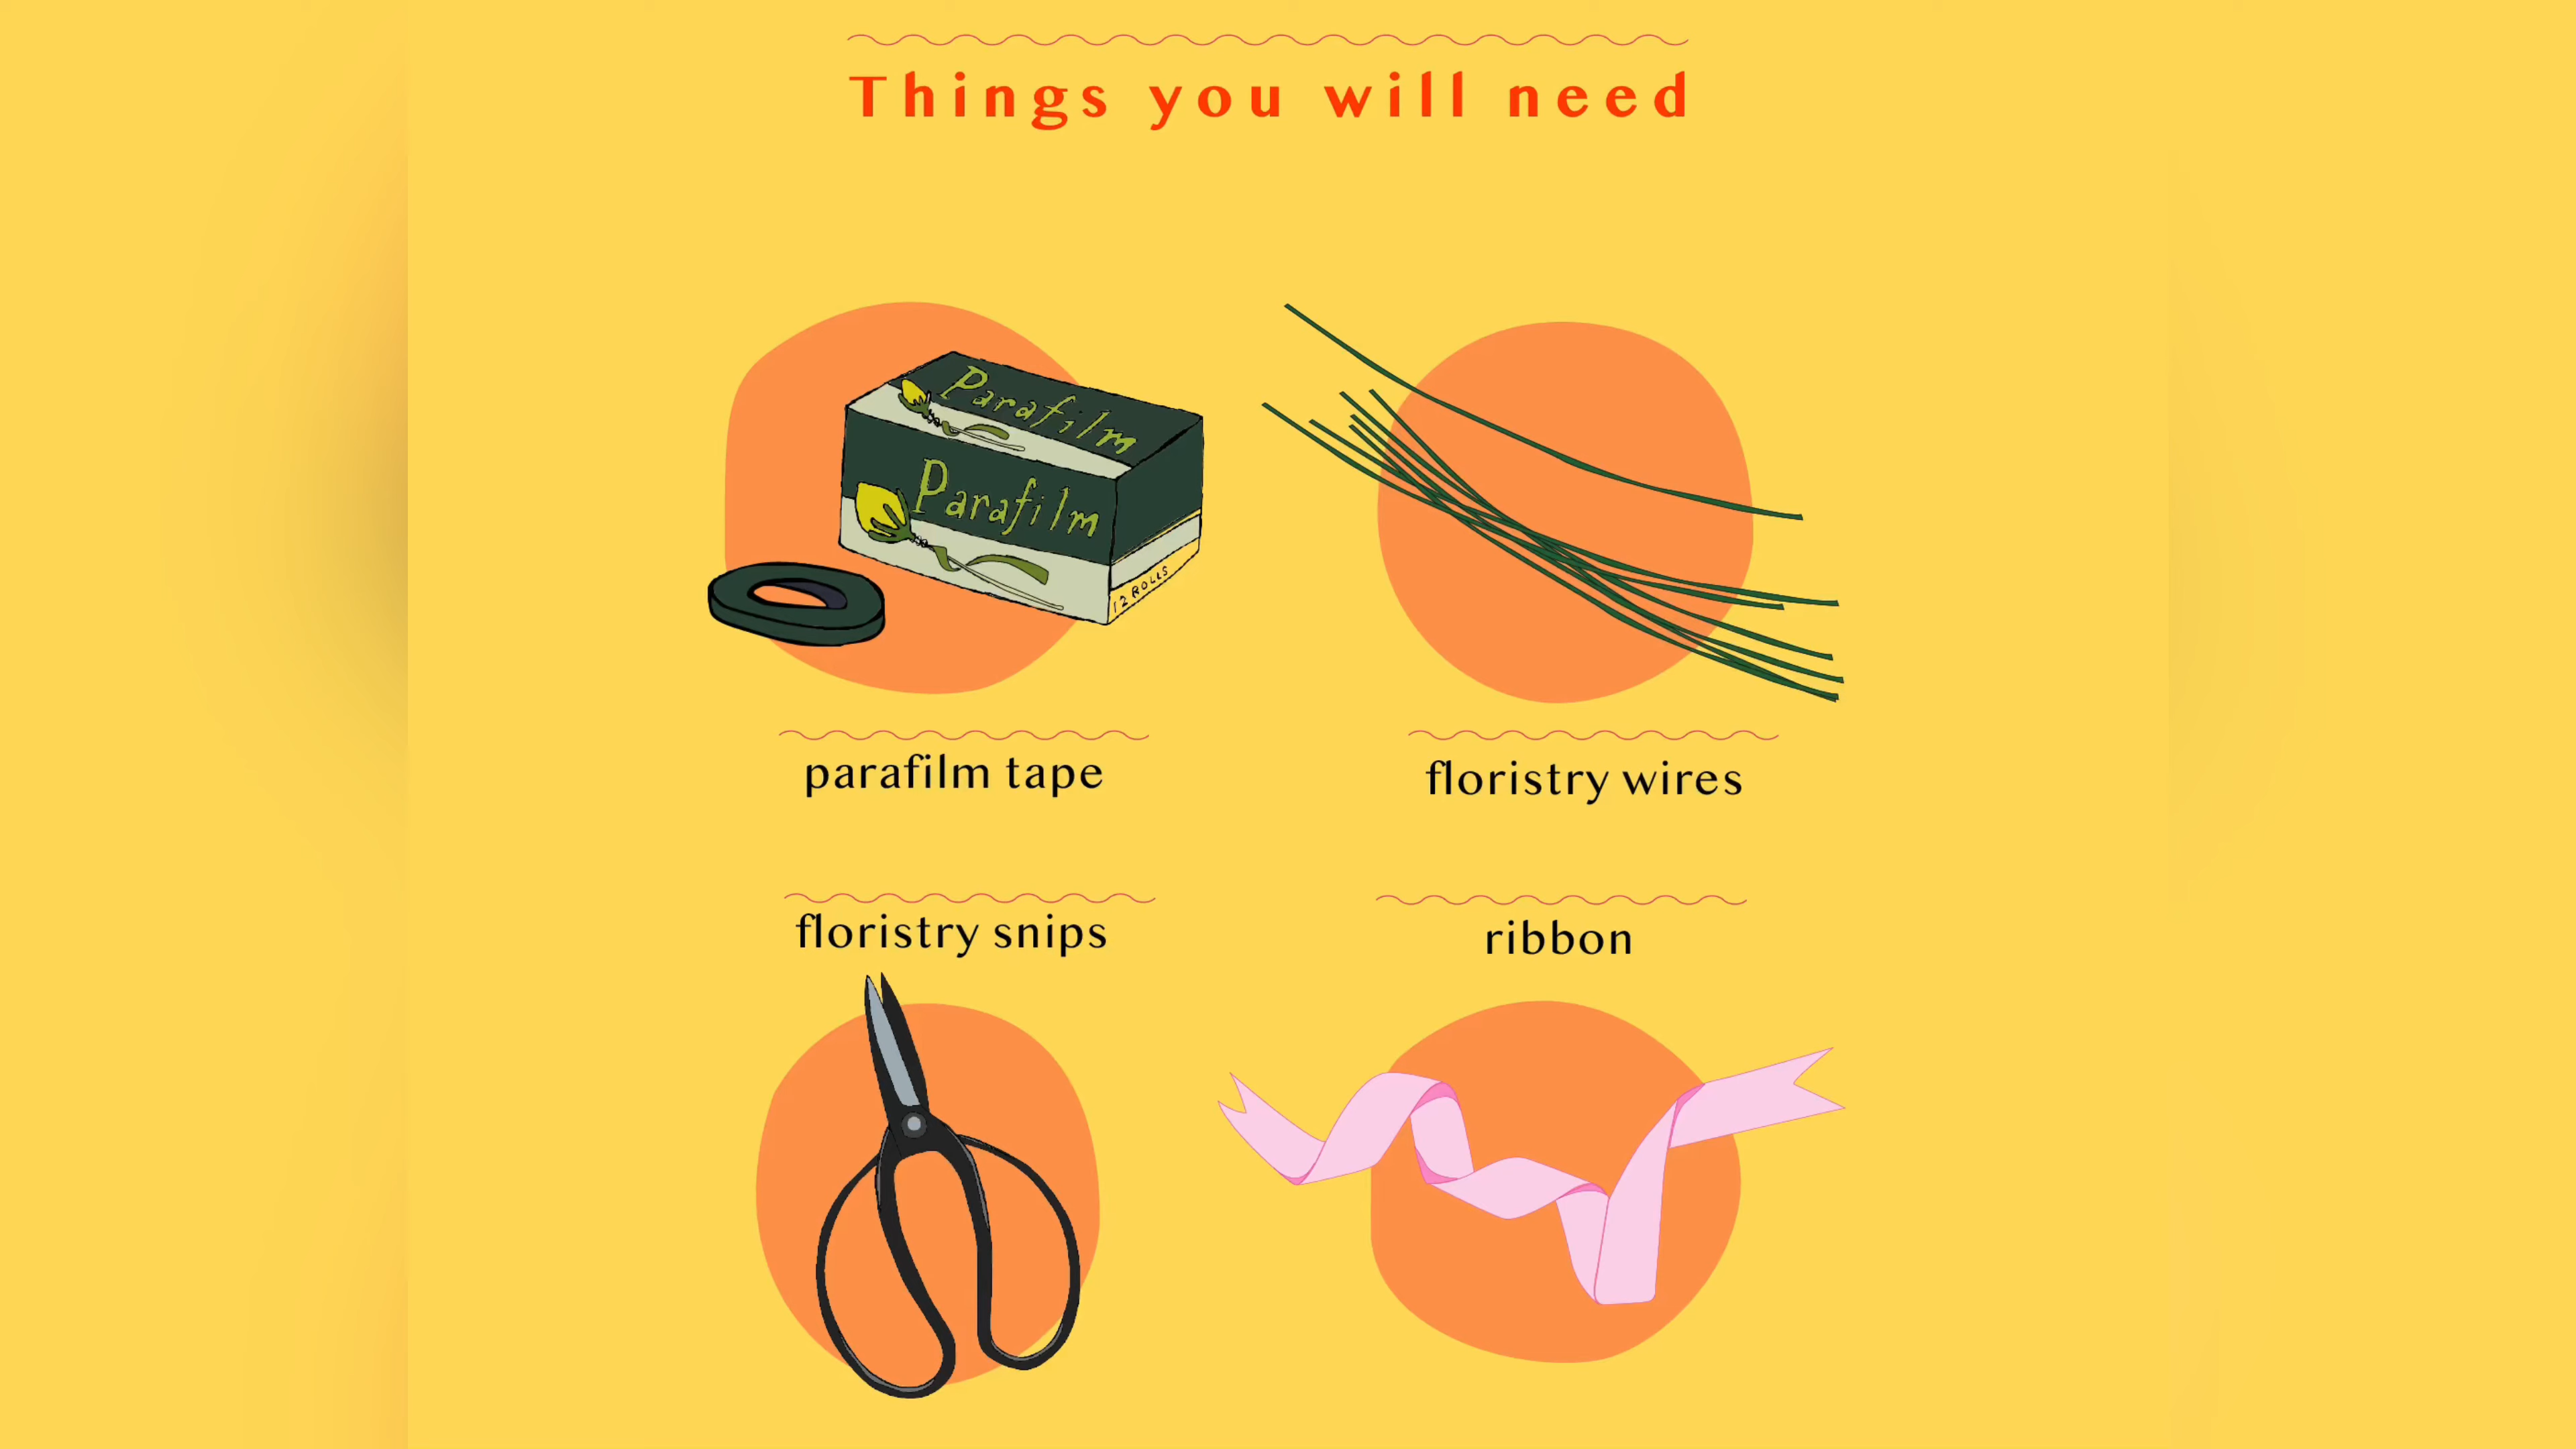 Things you will need
Parafilm
Parafilm
12 ROLLS
parafilm tape
floristry wires
floristry snips
ribbon